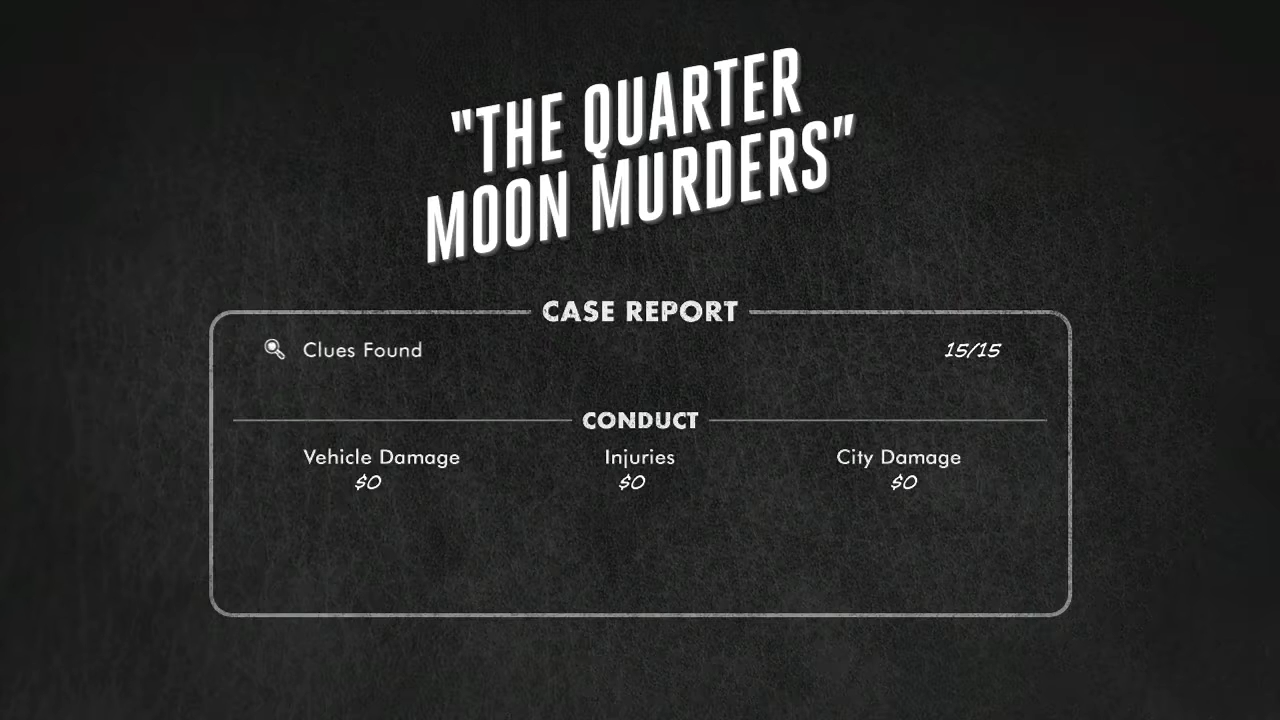 "THE QUARTER
MOON MURDERS"
CASE REPORT
Clues Found 15/15
CONDUCT
Vehicle Damage Injuries City Damage
$0 $0 $0